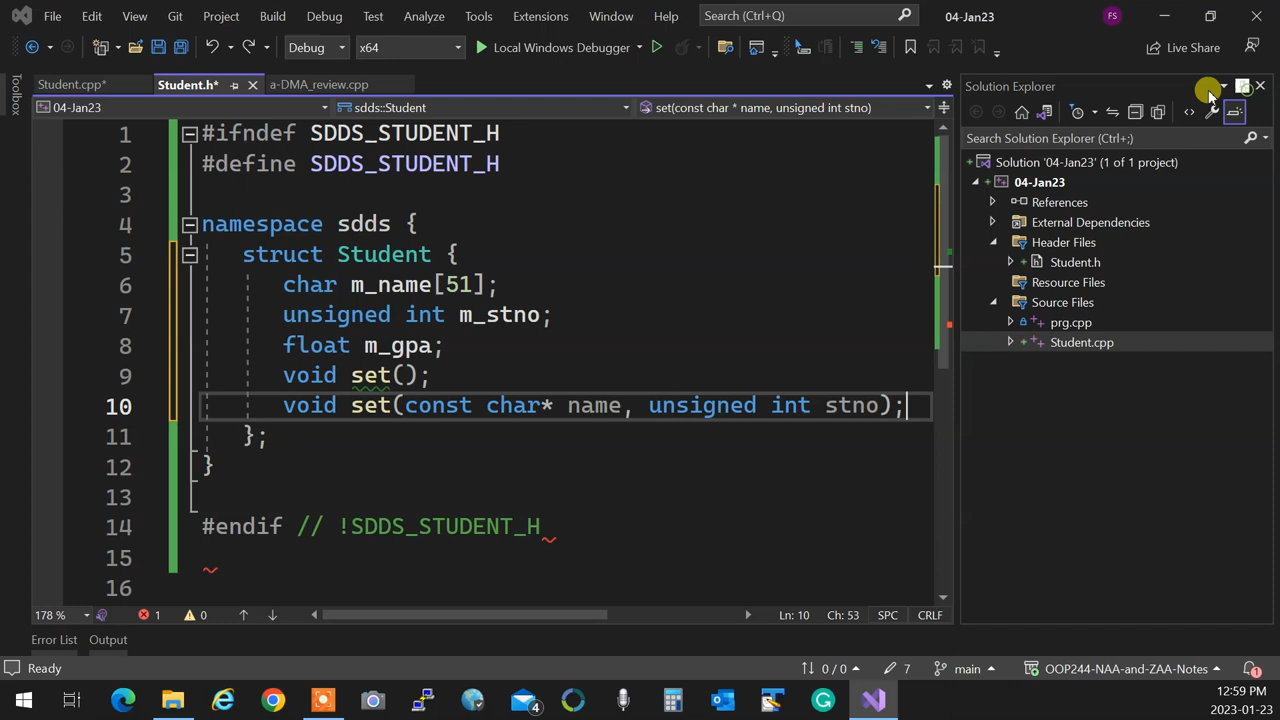 File Edit View Git Project Build Debug Test Analyze Tools Extensions Window Help Search (Ctrl+Q) 04-Jan23 FS
Debug x64 Local Windows Debugger Live Share
Toolbox
Student.cpp* Student.h* a-DMA_review.cpp
04-Jan23 sdds::Student set(const char * name, unsigned int stno)
1 #ifndef SDDS_STUDENT_H
2 #define SDDS_STUDENT_H
3
4 namespace sdds {
5 struct Student {
6 char m_name[51];
7 unsigned int m_stno;
8 float m_gpa;
9 void set();
10 void set(const char* name, unsigned int stno);
11 };
12 }
13
14 #endif // !SDDS_STUDENT_H
15
16
178 % 1 0 Ln: 10 Ch: 53 SPC CRLF
Solution Explorer
Search Solution Explorer (Ctrl+;)
Solution '04-Jan23' (1 of 1 project)
04-Jan23
References
External Dependencies
Header Files
Student.h
Resource Files
Source Files
prg.cpp
Student.cpp
Error List Output
Ready 0 / 0 7 main OOP244-NAA-and-ZAA-Notes 1
4
12:59 PM
2023-01-23